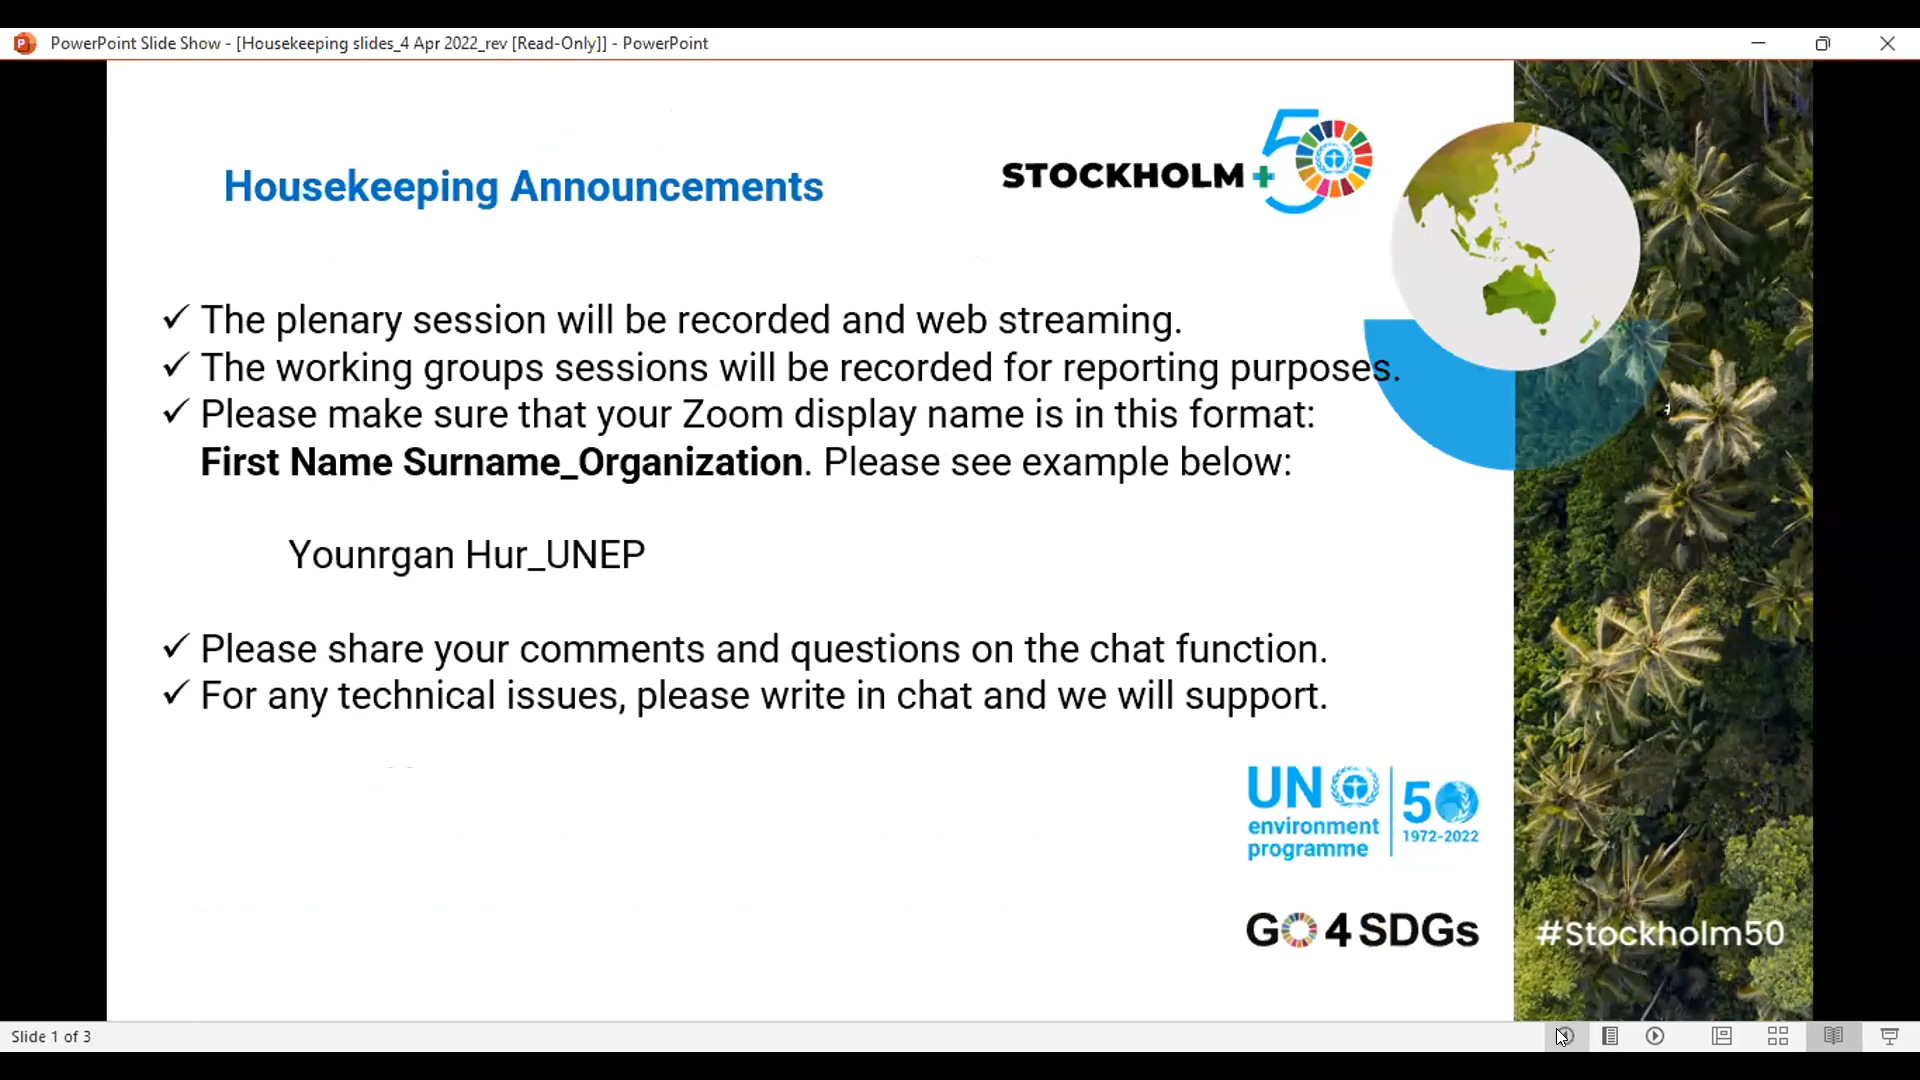 PowerPoint Slide Show - [Housekeeping slides_4 Apr 2022_rev [Read-Only]] - PowerPoint
Housekeeping Announcements
STOCKHOLM+50
✓ The plenary session will be recorded and web streaming.
✓ The working groups sessions will be recorded for reporting purposes.
✓ Please make sure that your Zoom display name is in this format:
First Name Surname_Organization. Please see example below:
Younrgan Hur_UNEP
✓ Please share your comments and questions on the chat function.
✓ For any technical issues, please write in chat and we will support.
UN
environment
programme
50
1972-2022
GO4SDGs
#Stockholm50
Slide 1 of 3